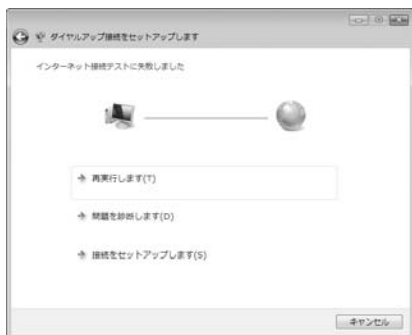 ダイヤルアップ接続をセットアップします
インターネット接続テストに失敗しました
再実行します(T)
問題を診断します(D)
接続をセットアップします(S)
キャンセル